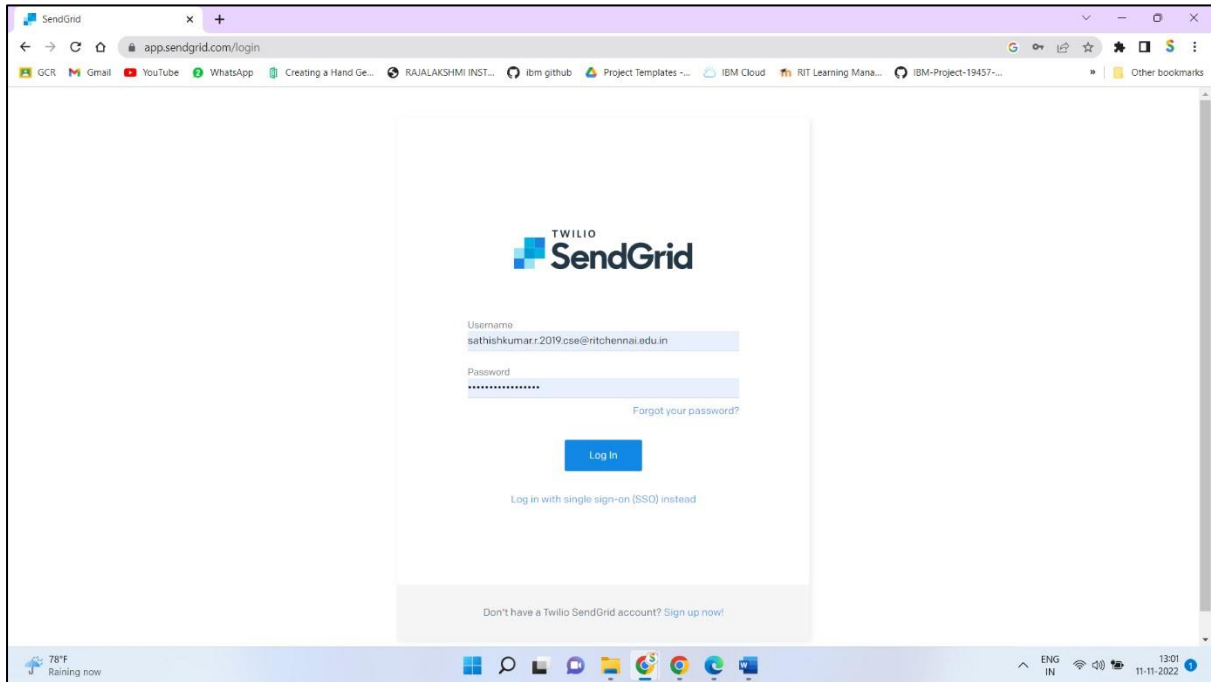 SendGrid
app.sendgrid.com/login
GCR Gmail YouTube WhatsApp Creating a Hand Ge... RAJALAKSHMI INST... ibm github Project Templates -... IBM Cloud RIT Learning Mana... IBM-Project-19457-... » Other bookmarks
TWILIO
SendGrid
Username
sathishkumar.r.2019.cse@ritchennai.edu.in
Password
•••••••••••••••••
Forgot your password?
Log In
Log in with single sign-on (SSO) instead
Don't have a Twilio SendGrid account? Sign up now!
78°F
Raining now
ENG
IN
13:01
11-11-2022
1